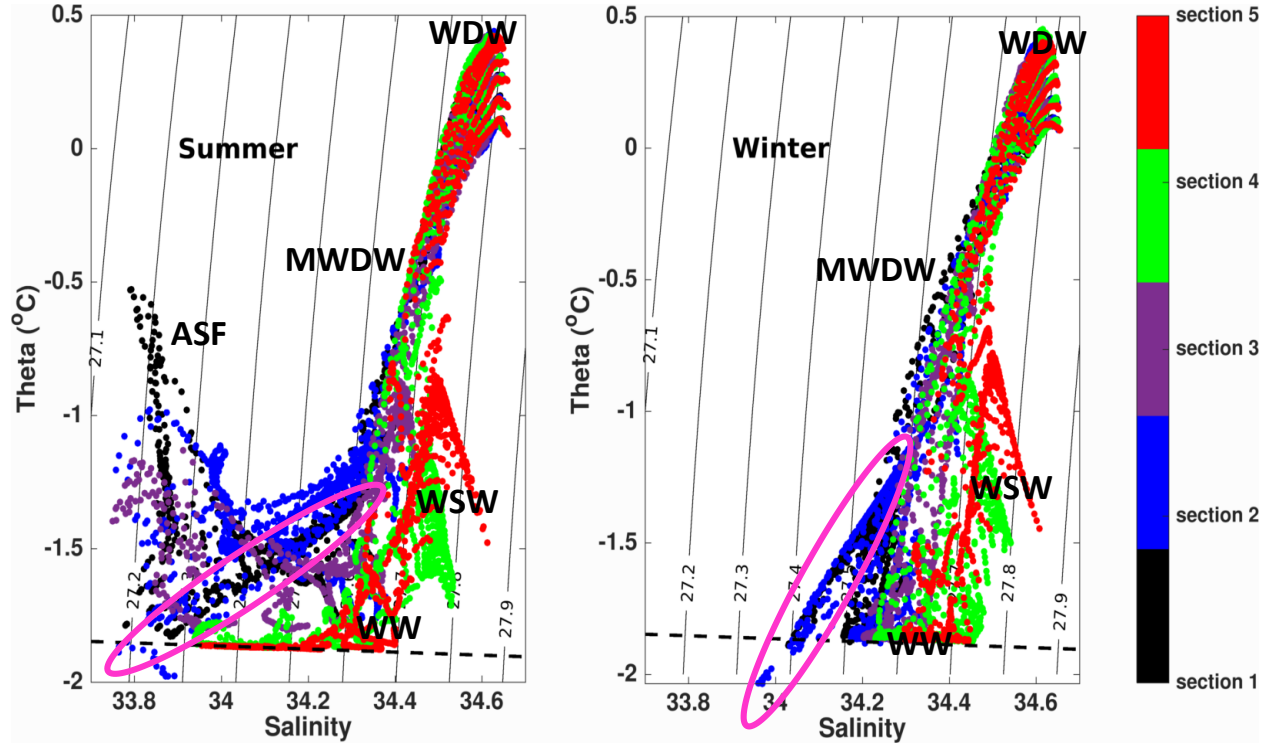 0.5
0
-0.5
-1
-1.5
-2
Theta (°C)
Summer
WDW
MWDW
ASF
WSW
WW
27.1
27.2
27.8
27.9
33.8
34
34.2
34.4
34.6
Salinity
0.5
0
-0.5
-1
-1.5
-2
Theta (°C)
Winter
WDW
MWDW
WSW
WW
27.1
27.2
27.3
27.4
27.8
27.9
33.8
34
34.2
34.4
34.6
Salinity
section 5
section 4
section 3
section 2
section 1